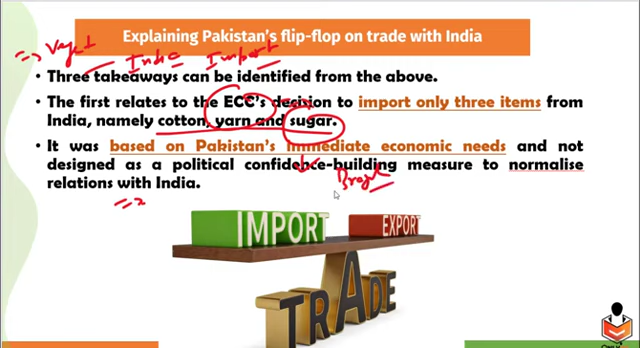 Explaining Pakistan's flip-flop on trade with India
India Import
• Three takeaways can be identified from the above.
• The first relates to the ECC's decision to import only three items from
India, namely cotton, yarn and sugar.
• It was based on Pakistan's immediate economic needs and not
designed as a political confidence-building measure to normalise
relations with India.
IMPORT EXPORT
TRADE